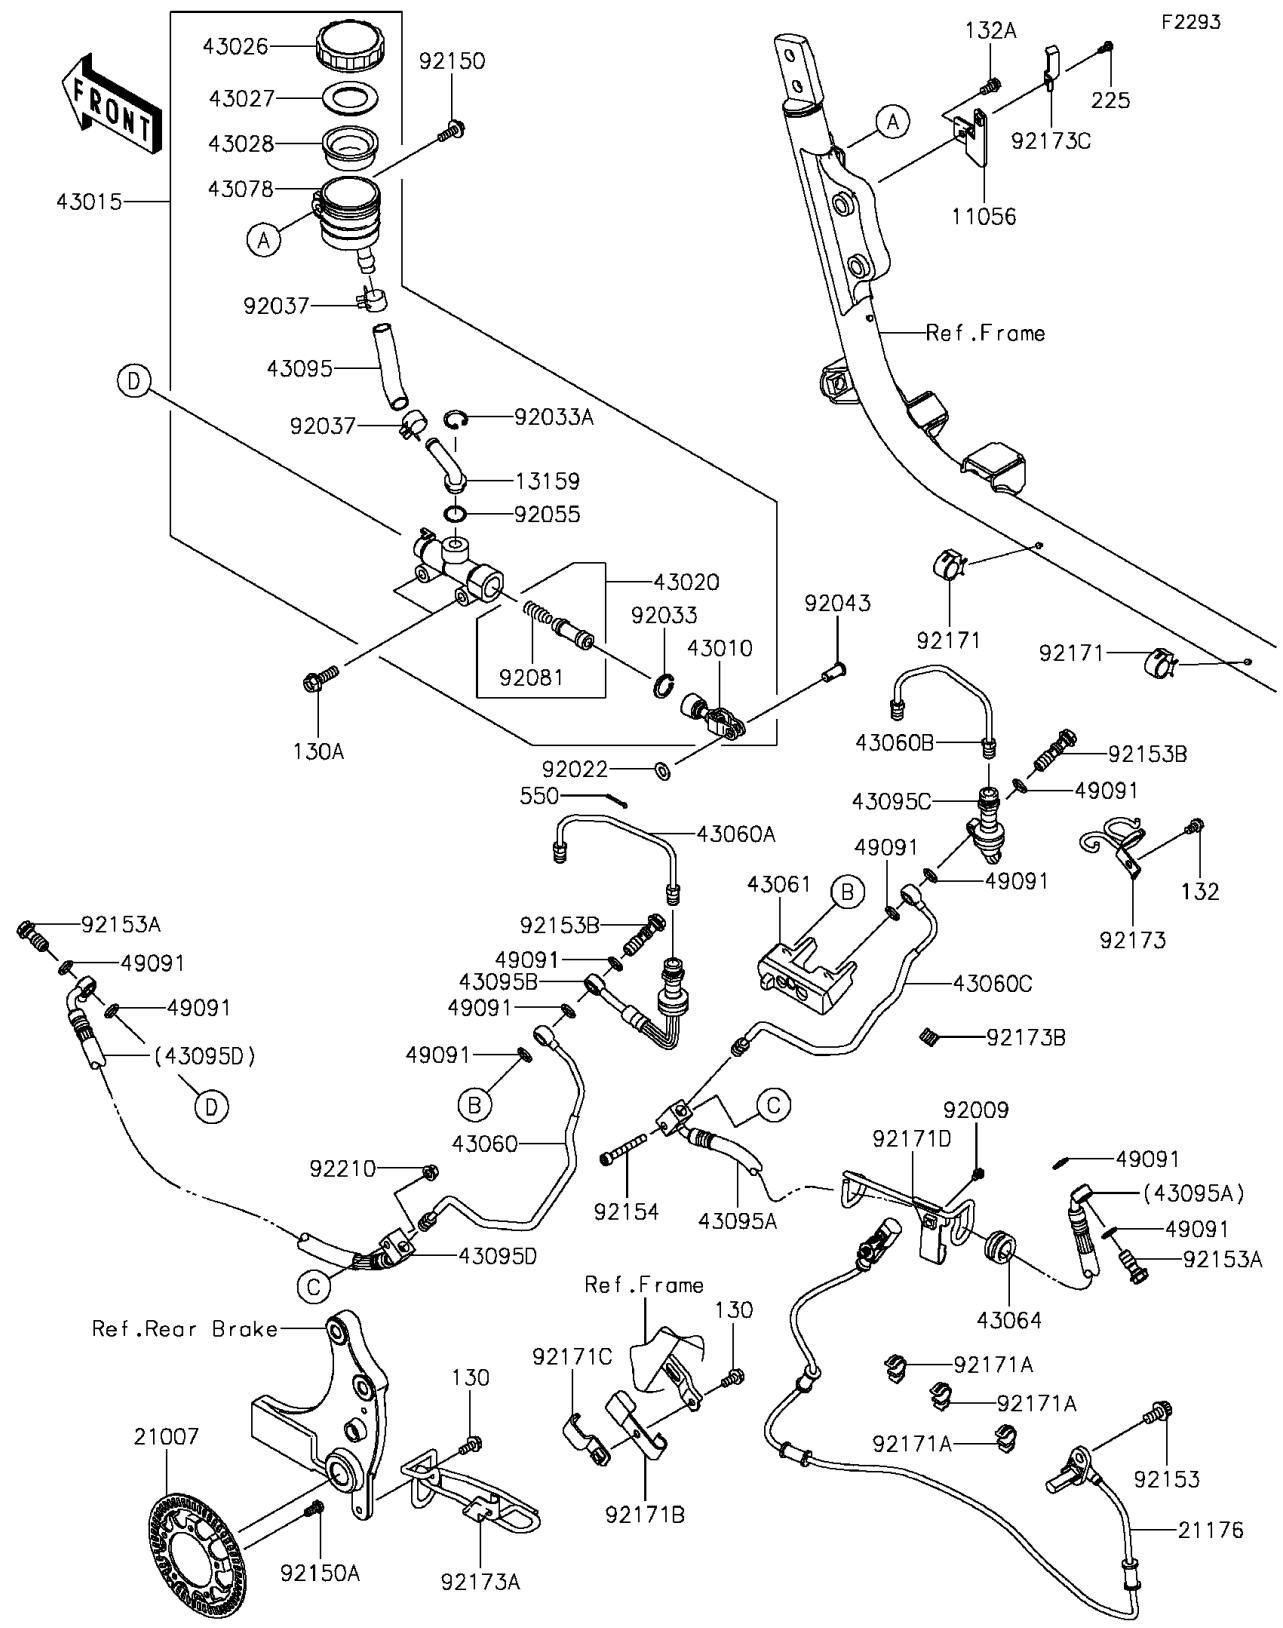 F2293
132A
43026
92150
FRONT
43027
225
A
43028
92173C
43078
43015
11056
A
92037
Ref.Frame
43095
D
92033A
92037
13159
92055
43020
92043
92033
92171
43010
92171
92081
43060B
130A
92153B
92022
49091
43095C
550
43060A
49091
43061
B
49091
132
92153A
92153B
92173
49091
49091
43095B
43060C
49091
49091
92173B
49091
(43095D)
D
B
C
92009
92171D
43060
49091
92210
(43095A)
92154
43095A
49091
43095D
92153A
C
Ref.Frame
130
43064
Ref.Rear Brake
92171C
92171A
130
92171A
21007
92171A
92153
92171B
21176
92150A
92173A